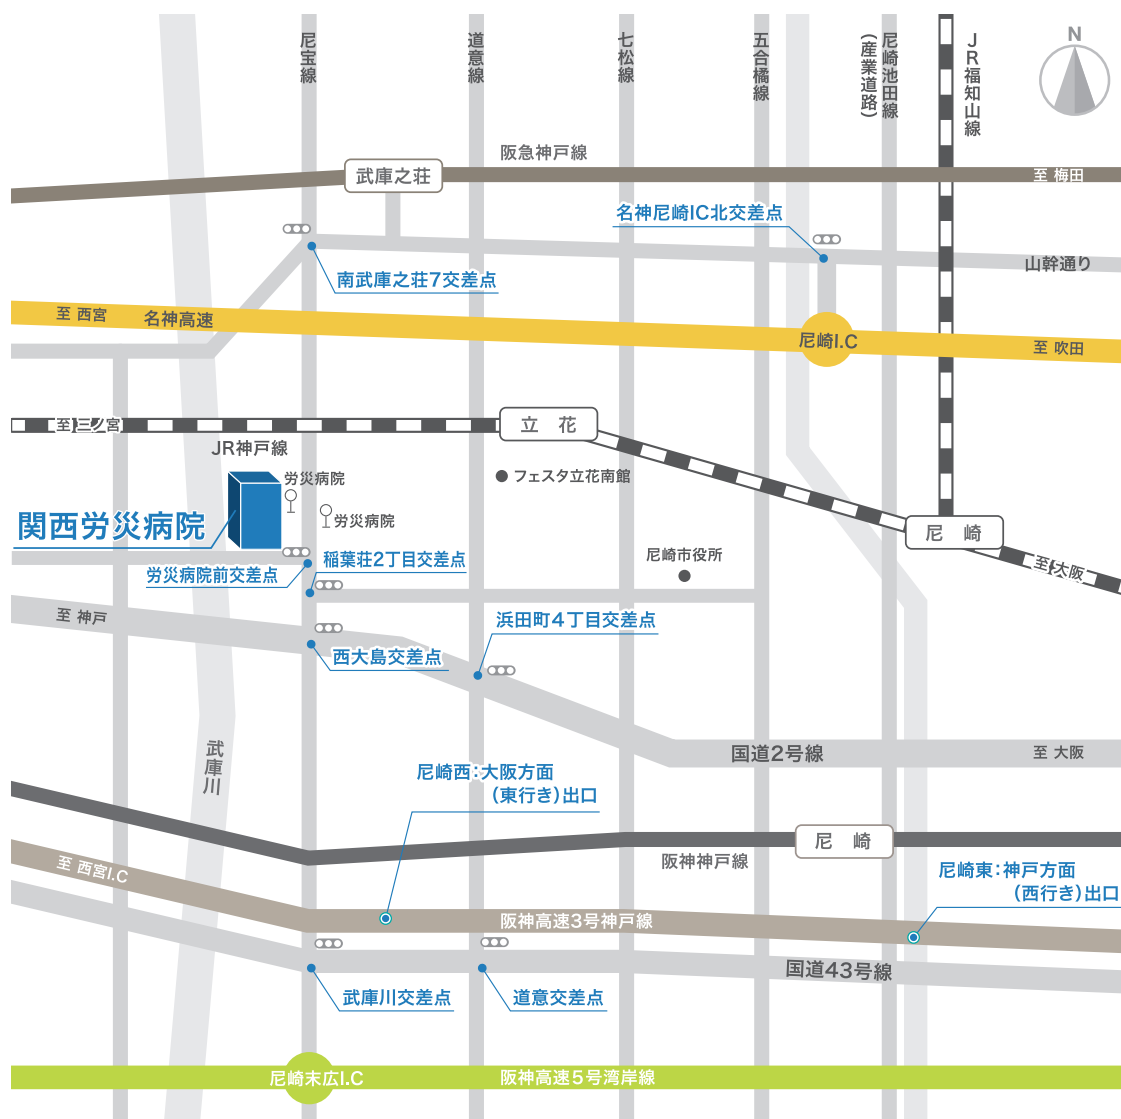 尼宝線
道意線
七松線
五合橘線
尼崎池田線
(産業道路)
JR福知山線
N
阪急神戸線
武庫之荘
至 梅田
名神尼崎IC北交差点
山幹通り
南武庫之荘7交差点
至 西宮
名神高速
尼崎I.C
至 吹田
至 三ノ宮
立 花
JR神戸線
フェスタ立花南館
労災病院
労災病院
関西労災病院
尼 崎
至 大阪
尼崎市役所
稲葉荘2丁目交差点
労災病院前交差点
至 神戸
浜田町4丁目交差点
西大島交差点
武庫川
国道2号線
至 大阪
尼崎西：大阪方面
(東行き)出口
尼 崎
阪神神戸線
至 西宮I.C
尼崎東：神戸方面
(西行き)出口
阪神高速3号神戸線
国道43号線
武庫川交差点
道意交差点
尼崎末広I.C
阪神高速5号湾岸線